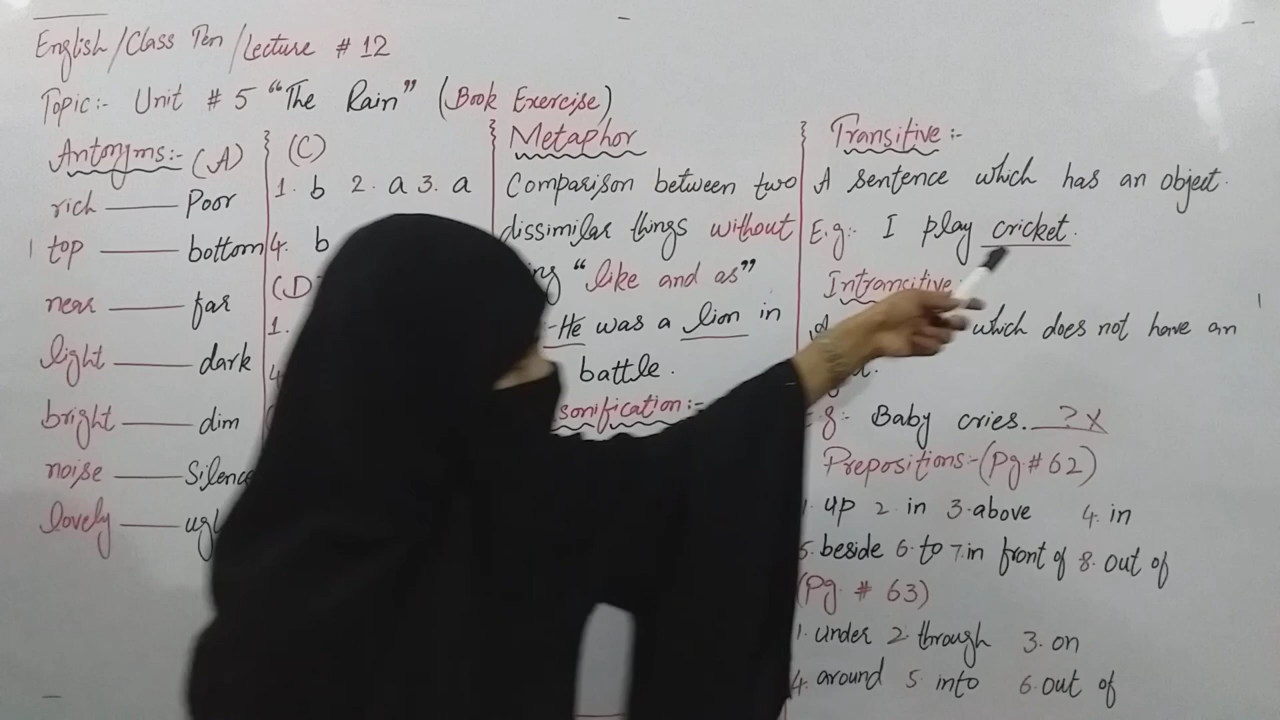 English/Class Ten/Lecture # 12
Topic:- Unit # 5 "The Rain" (Book Exercise)
Antonyms:- (A)
rich — Poor
top — bottom
near — far
light — dark
bright — dim
noise — Silence
lovely —
(C)
1. b 2. a 3. a
4. b
(D)
1.
Metaphor
Comparison between two
dissimilar things without
"like and as"
He was a lion in
battle.
sonification:-
Transitive:-
A sentence which has an object.
E.g:- I play cricket.
Intransitive
which does not have an
Baby cries. ? X
Prepositions:-(Pg # 62)
1. up 2. in 3. above 4. in
5. beside 6. to 7. in front of 8. out of
(Pg # 63)
1. under 2. through 3. on
4. around 5. into 6. out of